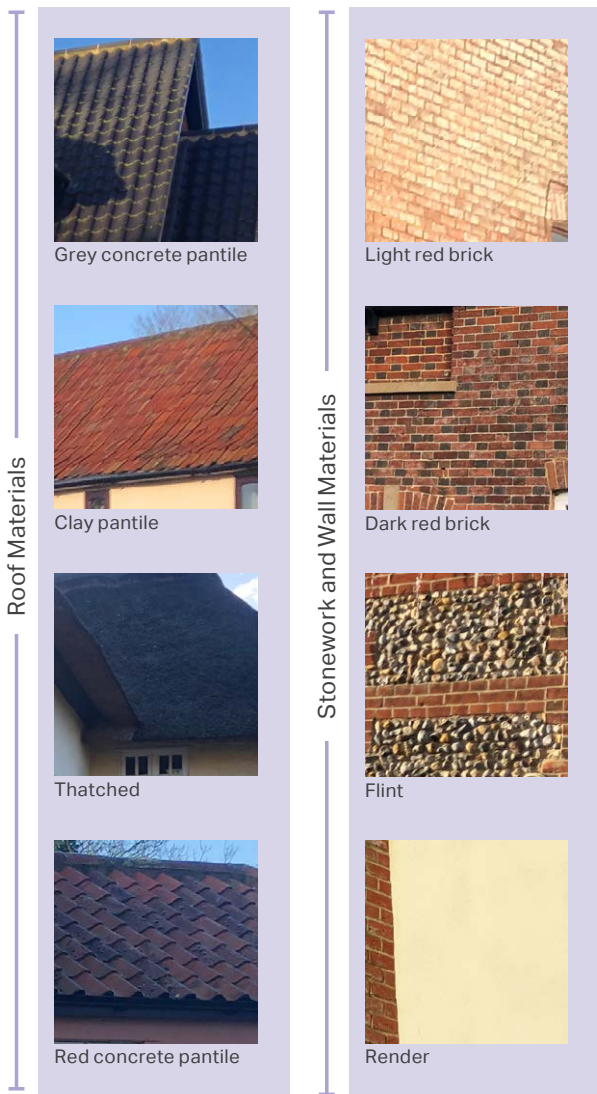 Roof Materials
Grey concrete pantile
Clay pantile
Thatched
Red concrete pantile
Stonework and Wall Materials
Light red brick
Dark red brick
Flint
Render